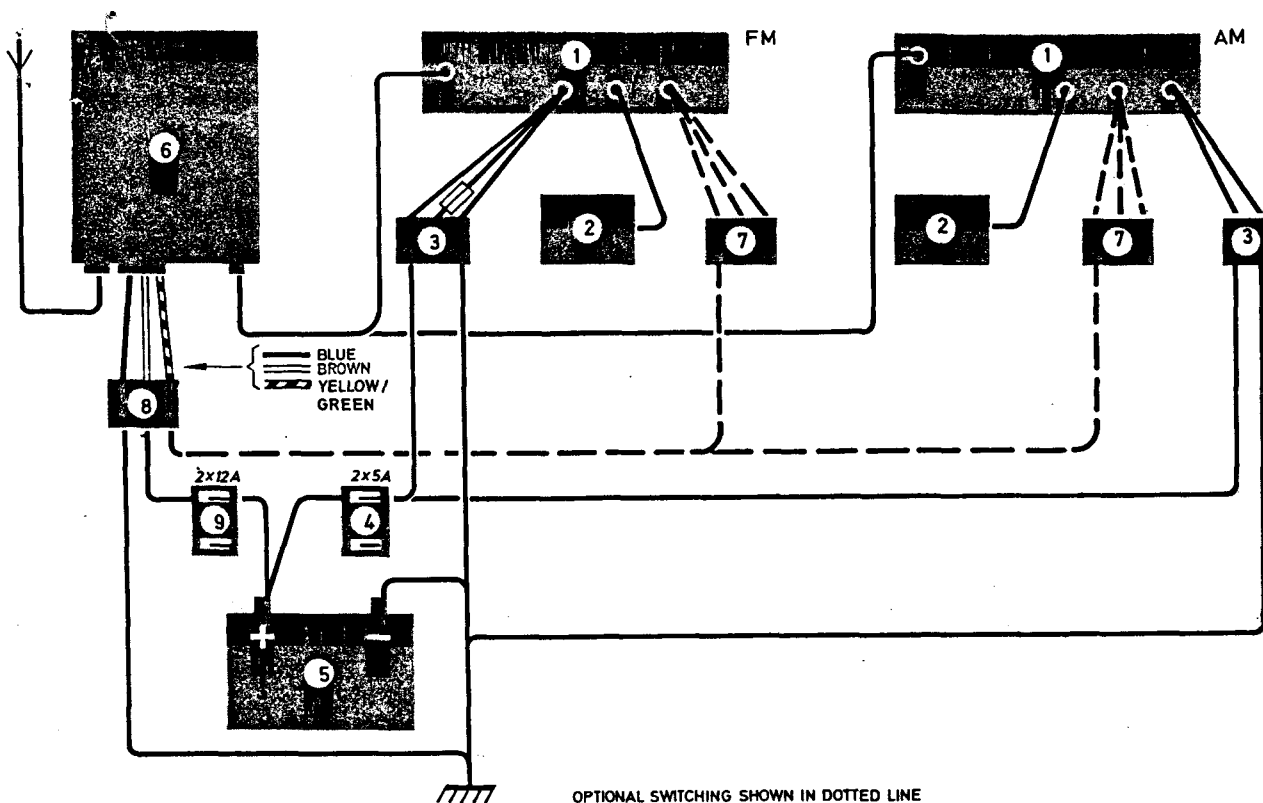 FM
AM
1
1
6
3
2
7
2
7
3
BLUE
BROWN
YELLOW/
GREEN
8
2×12A
2×5A
9
4
+
−
5
OPTIONAL SWITCHING SHOWN IN DOTTED LINE